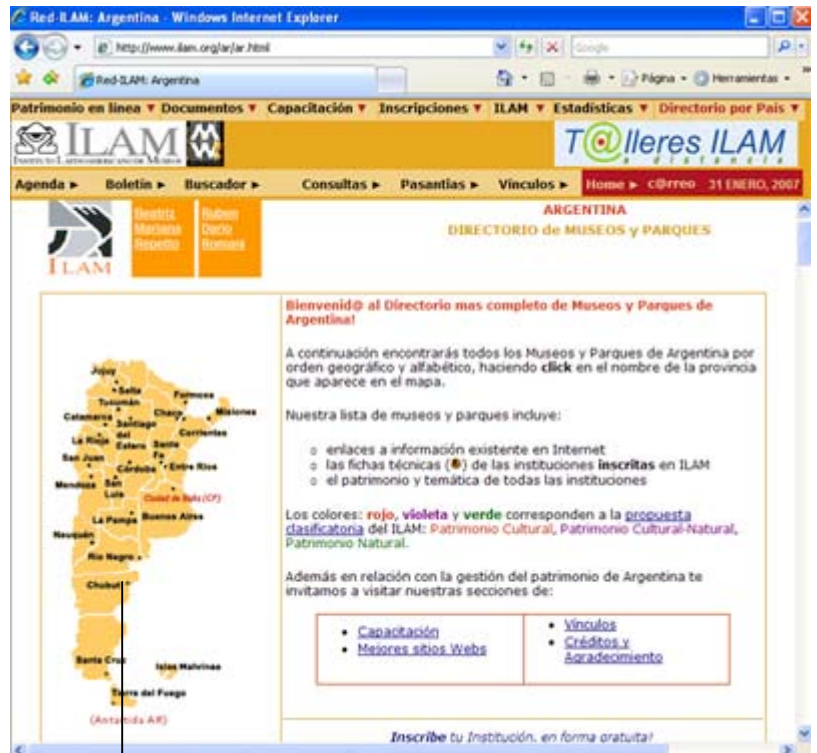 Red-ILAM: Argentina - Windows Internet Explorer
http://www.ilam.org/ar/ar.html
Google
Red-ILAM: Argentina
Página
Herramientas
Patrimonio en línea Documentos Capacitación Inscripciones ILAM Estadísticas Directorio por País
ILAM
INSTITUTO LATINOAMERICANO DE MUSEOS
T@lleres ILAM
a distancia
Agenda Boletín Buscador Consultas Pasantías Vínculos Home c@rreo 31 ENERO, 2007
Beatriz Mariana Repetto
Ruben Dario Romani
ILAM
ARGENTINA
DIRECTORIO de MUSEOS y PARQUES
Bienvenid@ al Directorio mas completo de Museos y Parques de
Argentina!
A continuación encontrarás todos los Museos y Parques de Argentina por
orden geográfico y alfabético, haciendo click en el nombre de la provincia
que aparece en el mapa.
Nuestra lista de museos y parques incluye:
enlaces a información existente en Internet
las fichas técnicas ( ) de las instituciones inscritas en ILAM
el patrimonio y temática de todas las instituciones
Los colores: rojo, violeta y verde corresponden a la propuesta
clasificatoria del ILAM: Patrimonio Cultural, Patrimonio Cultural-Natural,
Patrimonio Natural.
Además en relación con la gestión del patrimonio de Argentina te
invitamos a visitar nuestras secciones de:
Capacitación
Mejores sitios Webs
Vínculos
Créditos y
Agradecimiento
Inscribe tu Institución, en forma gratuita!
Jujuy
Salta
Formosa
Tucumán
Chaco
Misiones
Catamarca
Santiago del Estero
Corrientes
La Rioja
Santa Fe
San Juan
Córdoba
Entre Rios
Mendoza
San Luis
Ciudad de BsAs (CF)
La Pampa
Buenos Aires
Neuquén
Rio Negro
Chubut
Santa Cruz
Islas Malvinas
Tierra del Fuego
(Antartida AR)